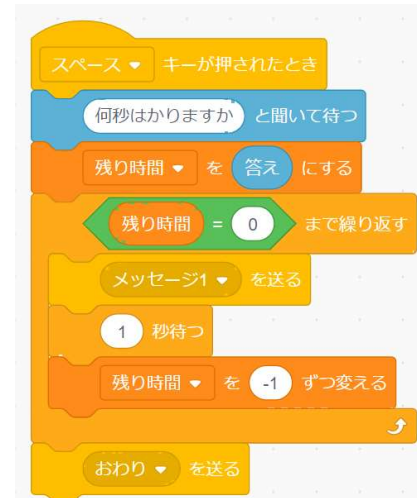 スペース キーが押されたとき
何秒はかりますか と聞いて待つ
残り時間 を 答え にする
残り時間 = 0 まで繰り返す
メッセージ1 を送る
1 秒待つ
残り時間 を -1 ずつ変える
おわり を送る